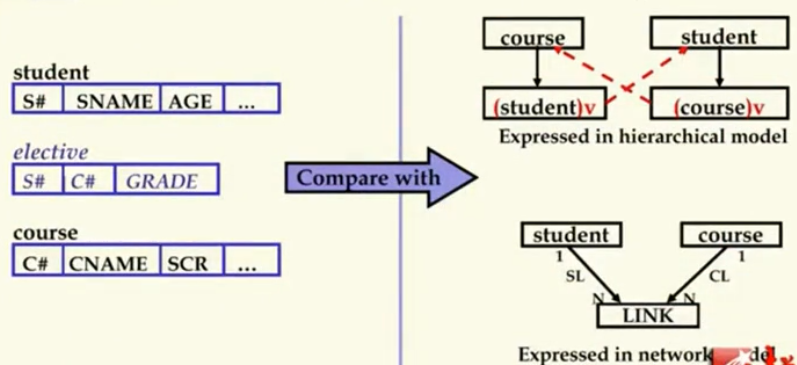 student
S# SNAME AGE ...
elective
S# C# GRADE
course
C# CNAME SCR ...
Compare with
course student
(student)v (course)v
Expressed in hierarchical model
student course
1 1
SL CL
N N
LINK
Expressed in network